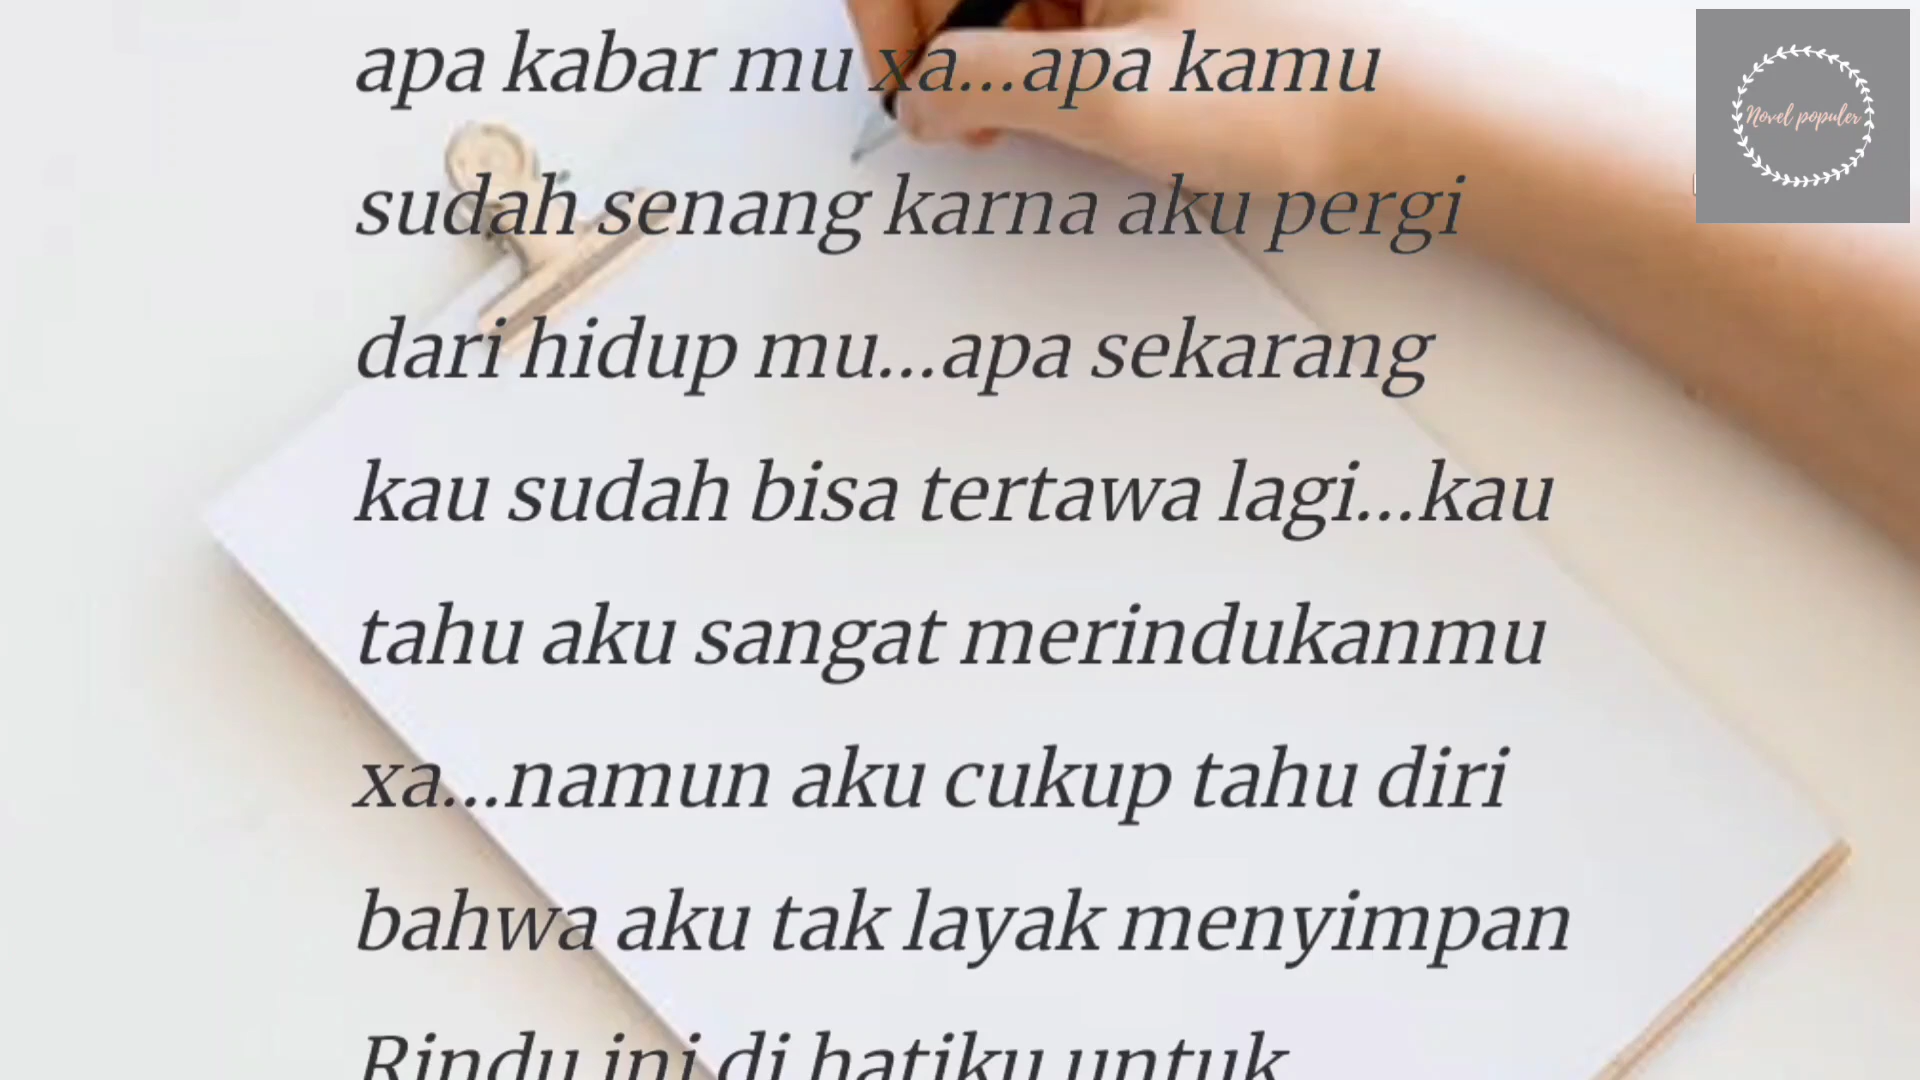 apa kabar mu xa...apa kamu
Novel populer
sudah senang karna aku pergi
dari hidup mu...apa sekarang
kau sudah bisa tertawa lagi...kau
tahu aku sangat merindukanmu
xa...namun aku cukup tahu diri
bahwa aku tak layak menyimpan
Rindu ini di hatiku untuk